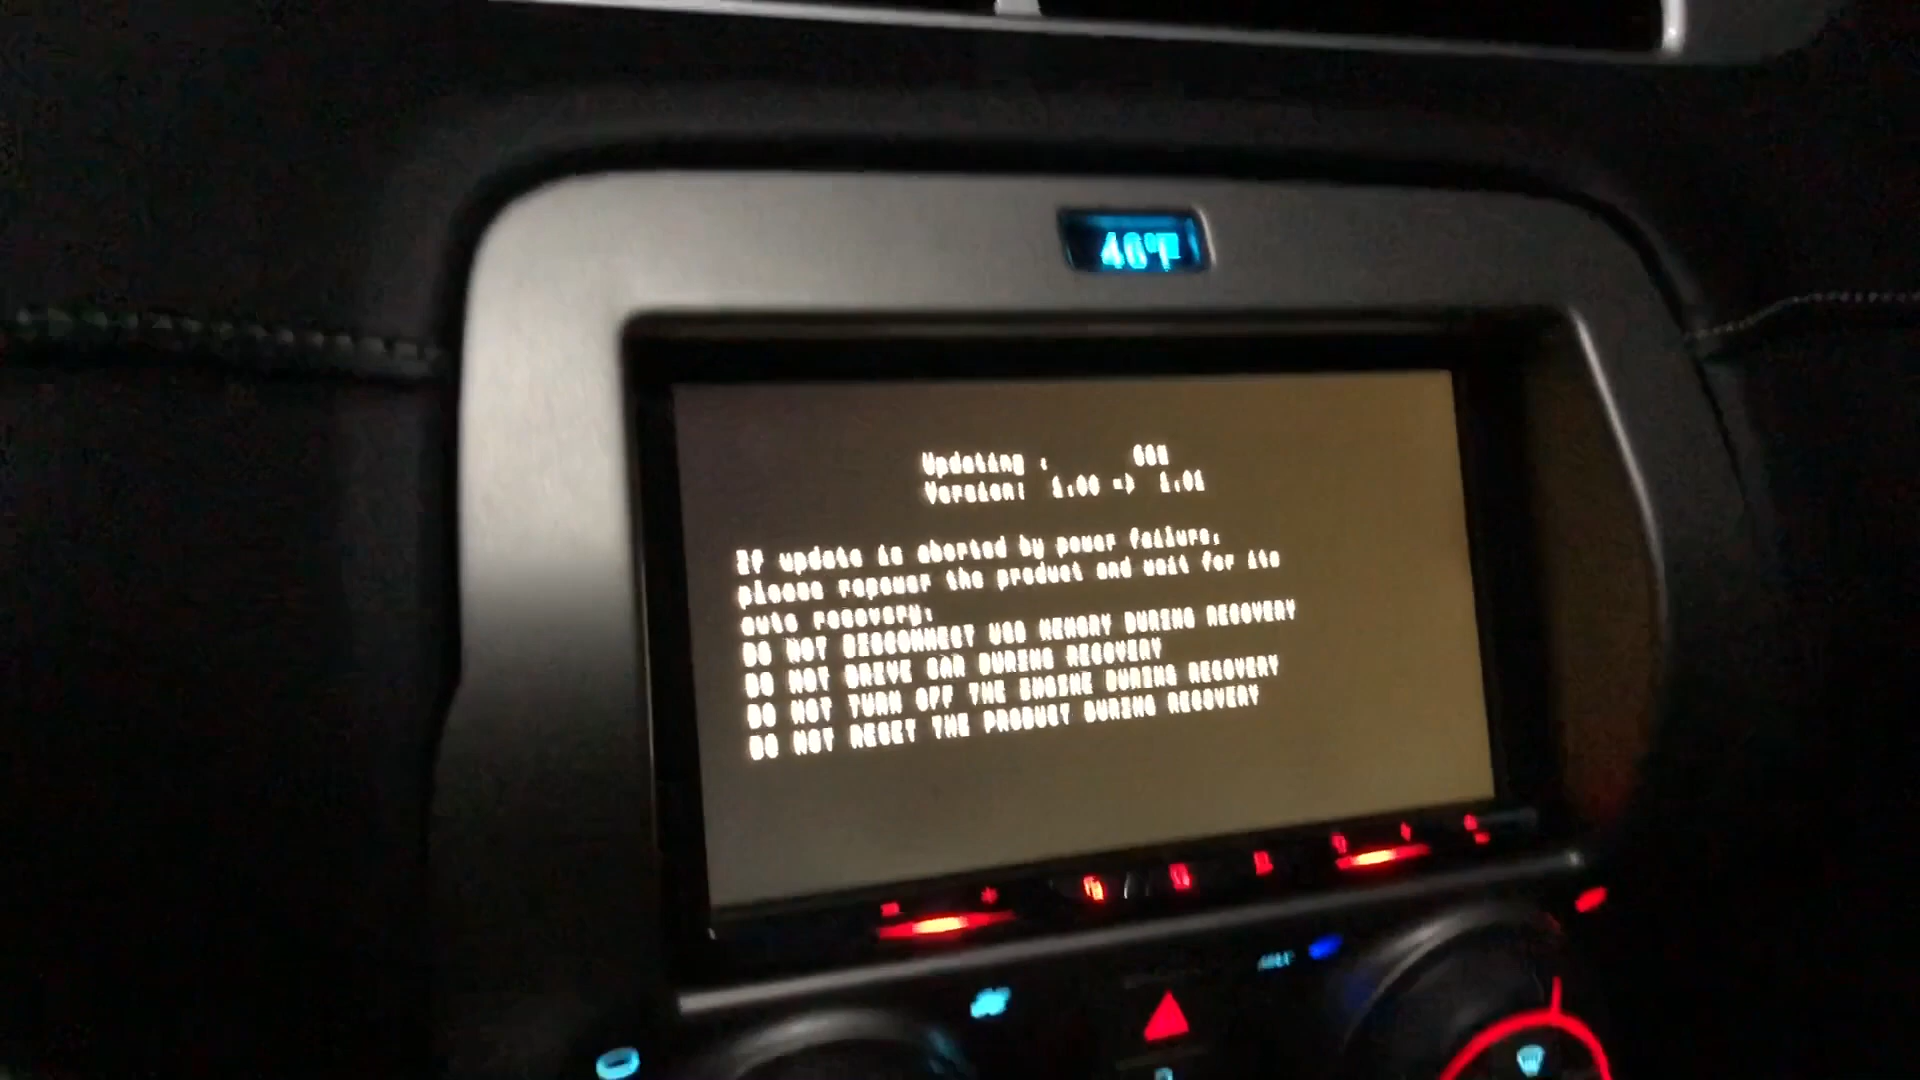 46°F
Updating :
Version: 1.00 => 1.01
If update is aborted by power failure,
please repower the product and wait for its
auto recovery:
DO NOT DISCONNECT USB MEMORY DURING RECOVERY
DO NOT DRIVE CAR DURING RECOVERY
DO NOT TURN OFF THE ENGINE DURING RECOVERY
DO NOT RESET THE PRODUCT DURING RECOVERY